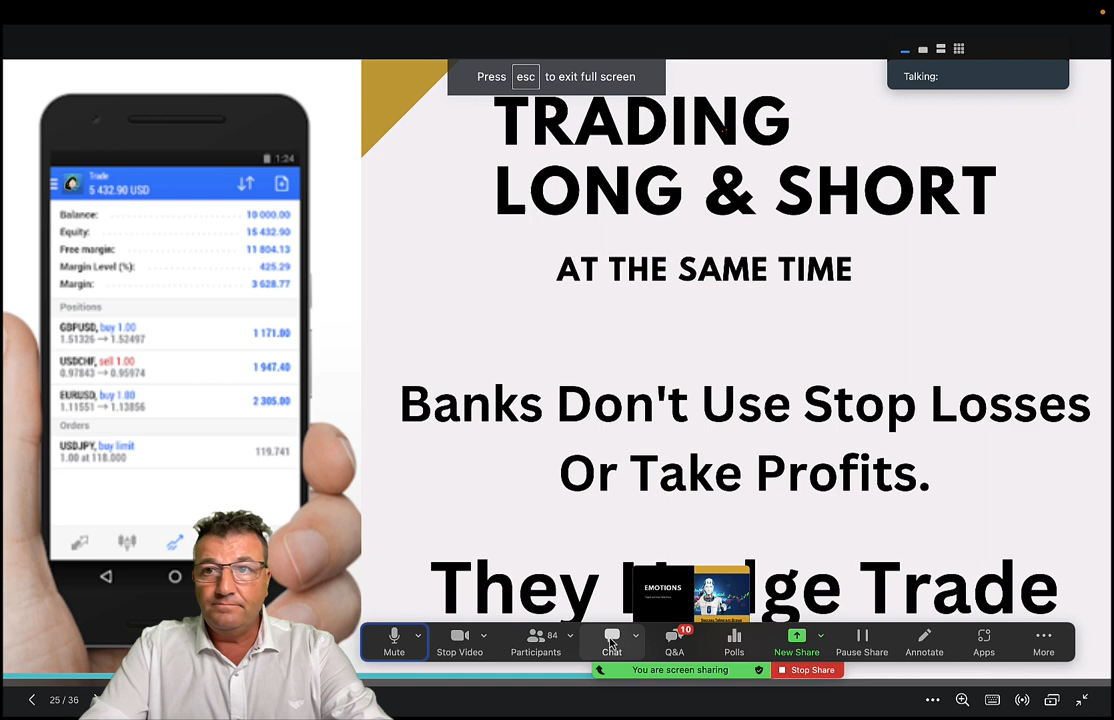 Press esc to exit full screen
Talking:
TRADING
LONG & SHORT
AT THE SAME TIME
Banks Don't Use Stop Losses
Or Take Profits.
They
dge Trade
1:24
Trade
5 432.90 USD
Balance: 10 000.00
Equity: 15 432.90
Free margin: 11 804.13
Margin Level (%): 425.29
Margin: 3 628.77
Positions
GBPUSD, buy 1.00
1.51326 → 1.52497 1 171.00
USDCHF, sell 1.00
0.97843 → 0.95974 1 947.40
EURUSD, buy 1.00
1.11551 → 1.13856 2 305.00
Orders
USDJPY, buy limit
1.00 at 118.000 119.741
EMOTIONS
Mute
Stop Video
84
Participants
Chat
10
Q&A
Polls
New Share
Pause Share
Annotate
Apps
More
You are screen sharing
Stop Share
25 / 36